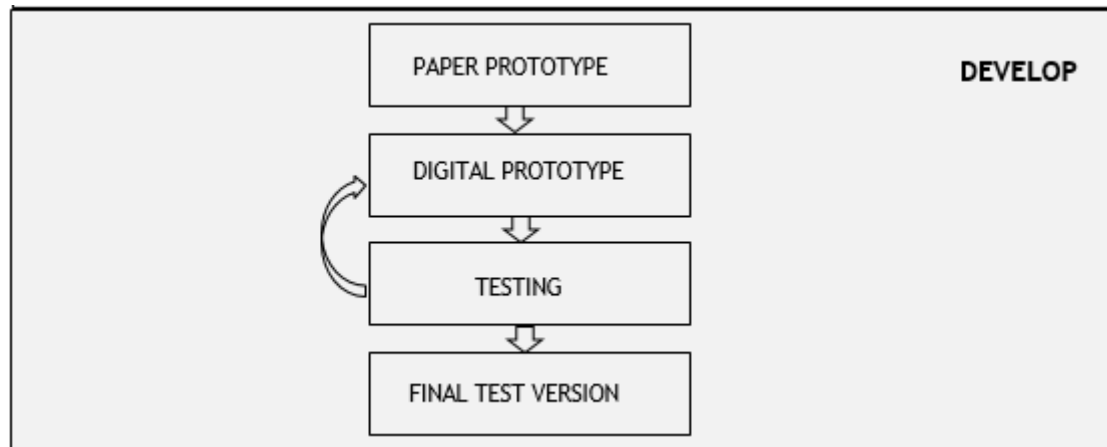 PAPER PROTOTYPE
DEVELOP
DIGITAL PROTOTYPE
TESTING
FINAL TEST VERSION